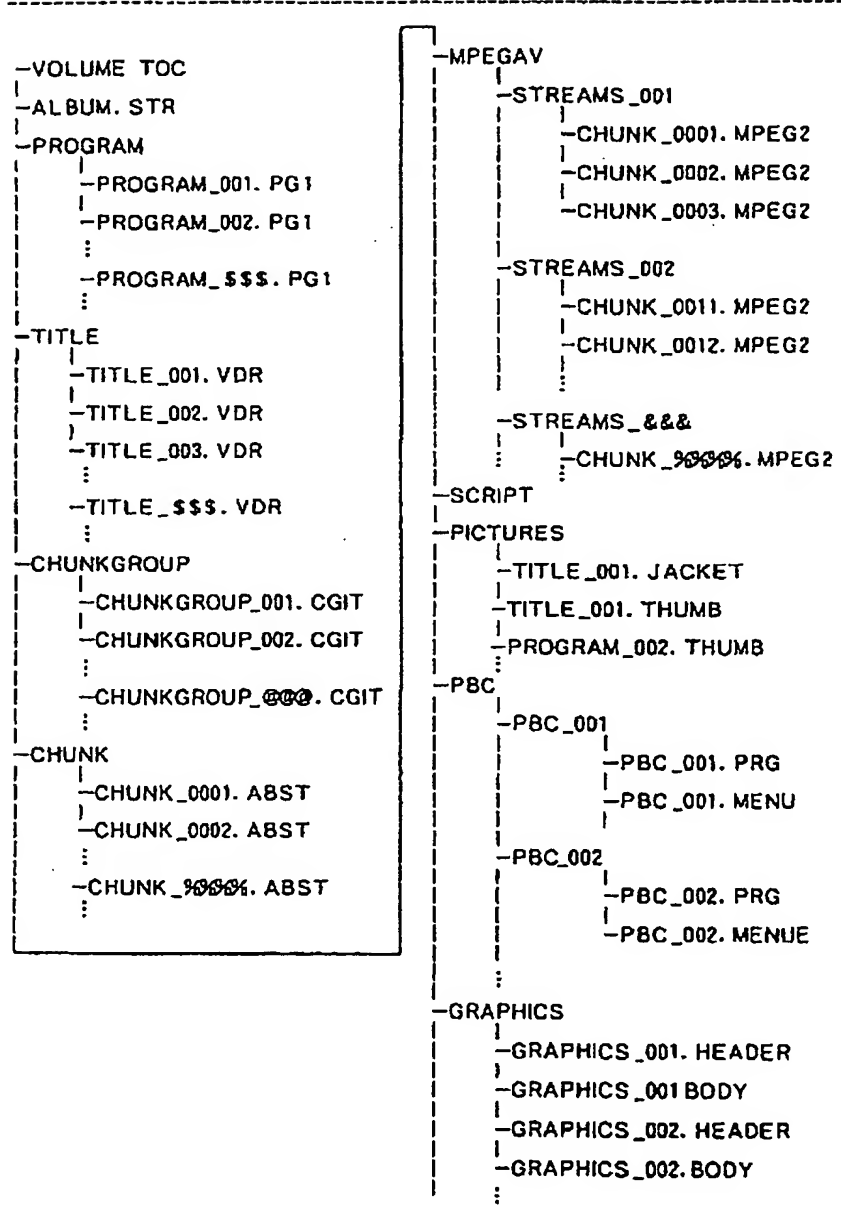 VOLUME TOC
ALBUM. STR
PROGRAM
PROGRAM_001. PG1
PROGRAM_002. PG1
PROGRAM_$$$. PG1
TITLE
TITLE_001. VDR
TITLE_002. VDR
TITLE_003. VDR
TITLE_$$$. VDR
CHUNKGROUP
CHUNKGROUP_001. CGIT
CHUNKGROUP_002. CGIT
CHUNKGROUP_@@@. CGIT
CHUNK
CHUNK_0001. ABST
CHUNK_0002. ABST
CHUNK_%%%%. ABST
MPEGAV
STREAMS_001
CHUNK_0001. MPEG2
CHUNK_0002. MPEG2
CHUNK_0003. MPEG2
STREAMS_002
CHUNK_0011. MPEG2
CHUNK_0012. MPEG2
STREAMS_&&&
CHUNK_%%%%. MPEG2
SCRIPT
PICTURES
TITLE_001. JACKET
TITLE_001. THUMB
PROGRAM_002. THUMB
PBC
PBC_001
PBC_001. PRG
PBC_001. MENU
PBC_002
PBC_002. PRG
PBC_002. MENUE
GRAPHICS
GRAPHICS_001. HEADER
GRAPHICS_001 BODY
GRAPHICS_002. HEADER
GRAPHICS_002. BODY